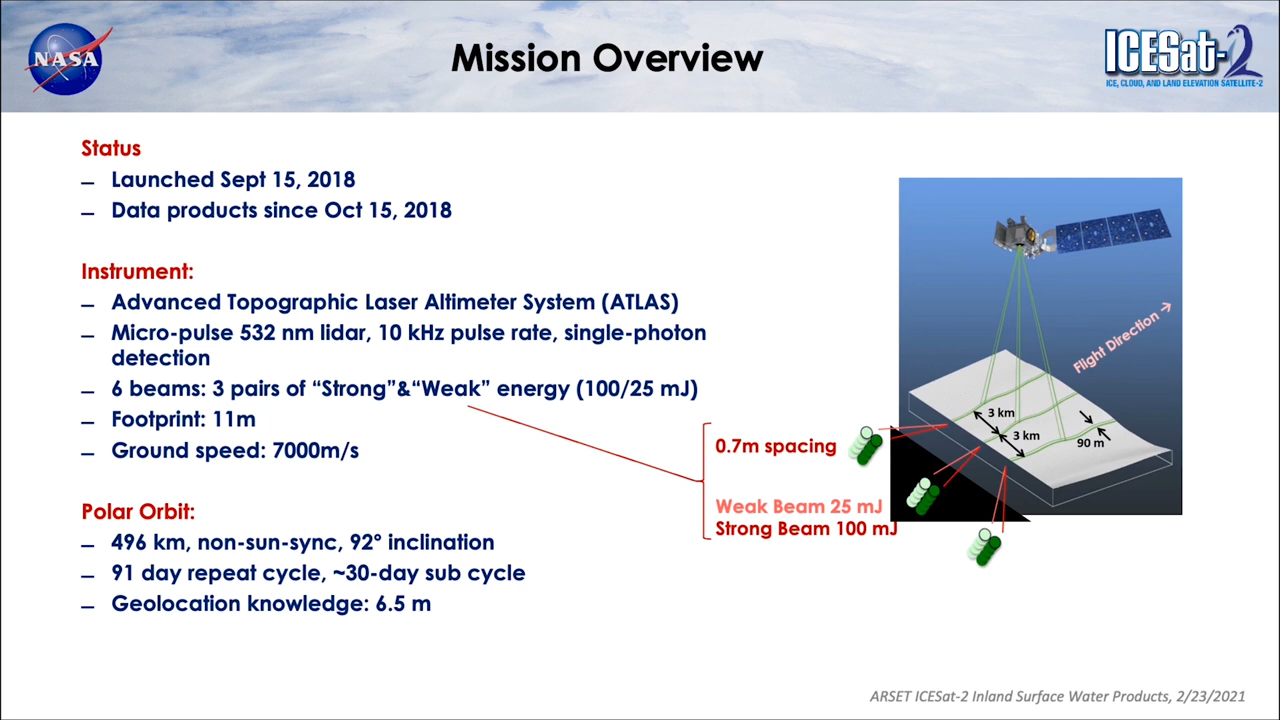 NASA
Mission Overview
ICESat-2
ICE, CLOUD, AND LAND ELEVATION SATELLITE-2
Status
– Launched Sept 15, 2018
– Data products since Oct 15, 2018
Instrument:
– Advanced Topographic Laser Altimeter System (ATLAS)
– Micro-pulse 532 nm lidar, 10 kHz pulse rate, single-photon
detection
– 6 beams: 3 pairs of “Strong”&“Weak” energy (100/25 mJ)
– Footprint: 11m
– Ground speed: 7000m/s
Polar Orbit:
– 496 km, non-sun-sync, 92° inclination
– 91 day repeat cycle, ~30-day sub cycle
– Geolocation knowledge: 6.5 m
0.7m spacing
Weak Beam 25 mJ
Strong Beam 100 mJ
Flight Direction →
3 km
3 km
90 m
ARSET ICESat-2 Inland Surface Water Products, 2/23/2021